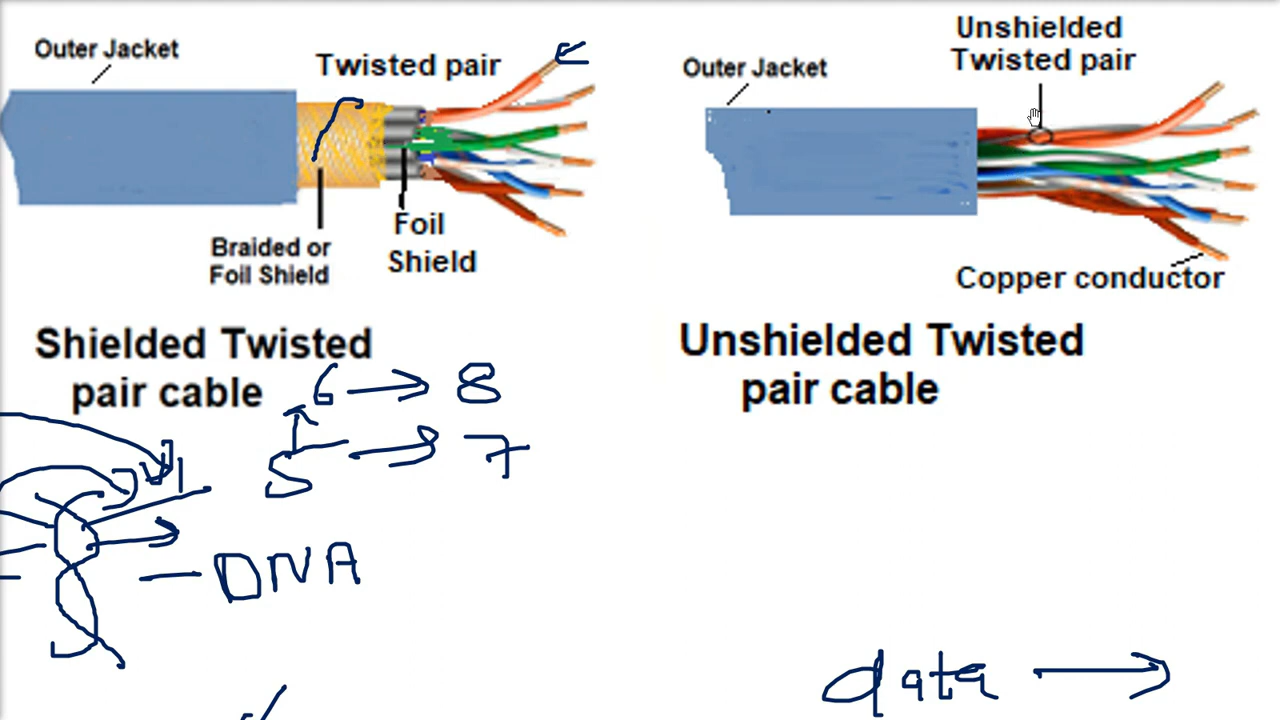 Outer Jacket
Twisted pair
Braided or
Foil Shield
Foil
Shield
Shielded Twisted
pair cable
Unshielded
Twisted pair
Outer Jacket
Copper conductor
Unshielded Twisted
pair cable
6 → 8
5 → 7
— DNA
data →